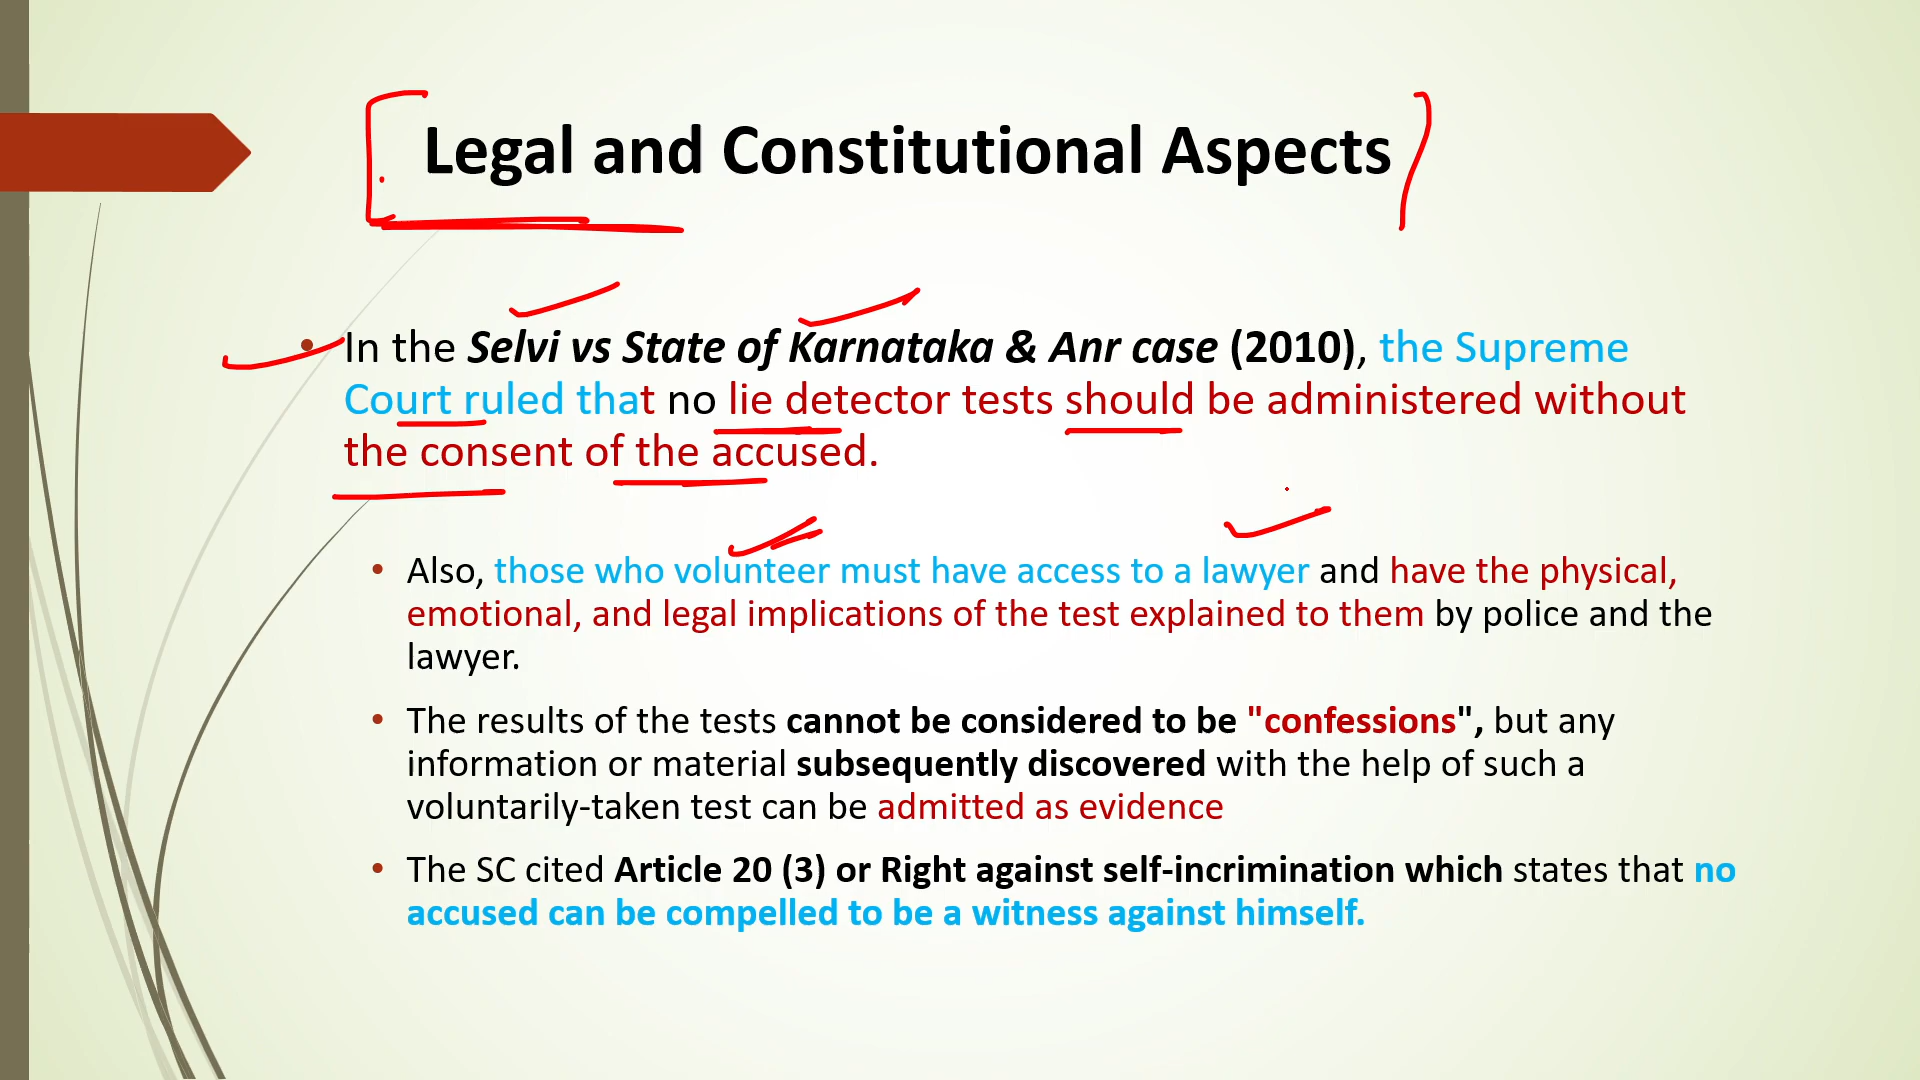 Legal and Constitutional Aspects
• In the Selvi vs State of Karnataka & Anr case (2010), the Supreme
Court ruled that no lie detector tests should be administered without
the consent of the accused.
• Also, those who volunteer must have access to a lawyer and have the physical,
emotional, and legal implications of the test explained to them by police and the
lawyer.
• The results of the tests cannot be considered to be "confessions", but any
information or material subsequently discovered with the help of such a
voluntarily-taken test can be admitted as evidence
• The SC cited Article 20 (3) or Right against self-incrimination which states that no
accused can be compelled to be a witness against himself.